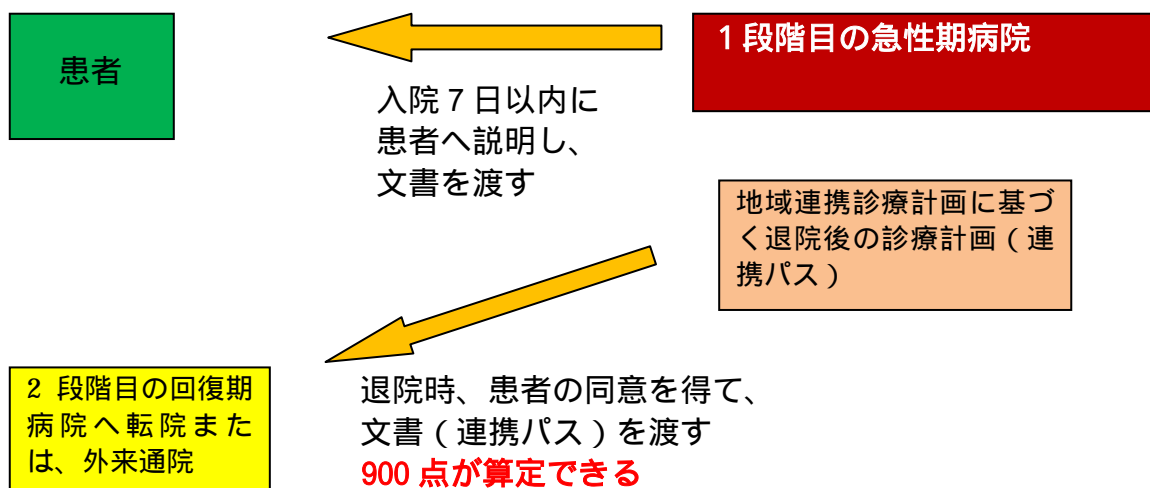 患者
1段階目の急性期病院
入院7日以内に
患者へ説明し、
文書を渡す
地域連携診療計画に基づ
く退院後の診療計画(連
携パス)
2 段階目の回復期
病院へ転院また
は、外来通院
退院時、患者の同意を得て、
文書(連携パス)を渡す
900点が算定できる